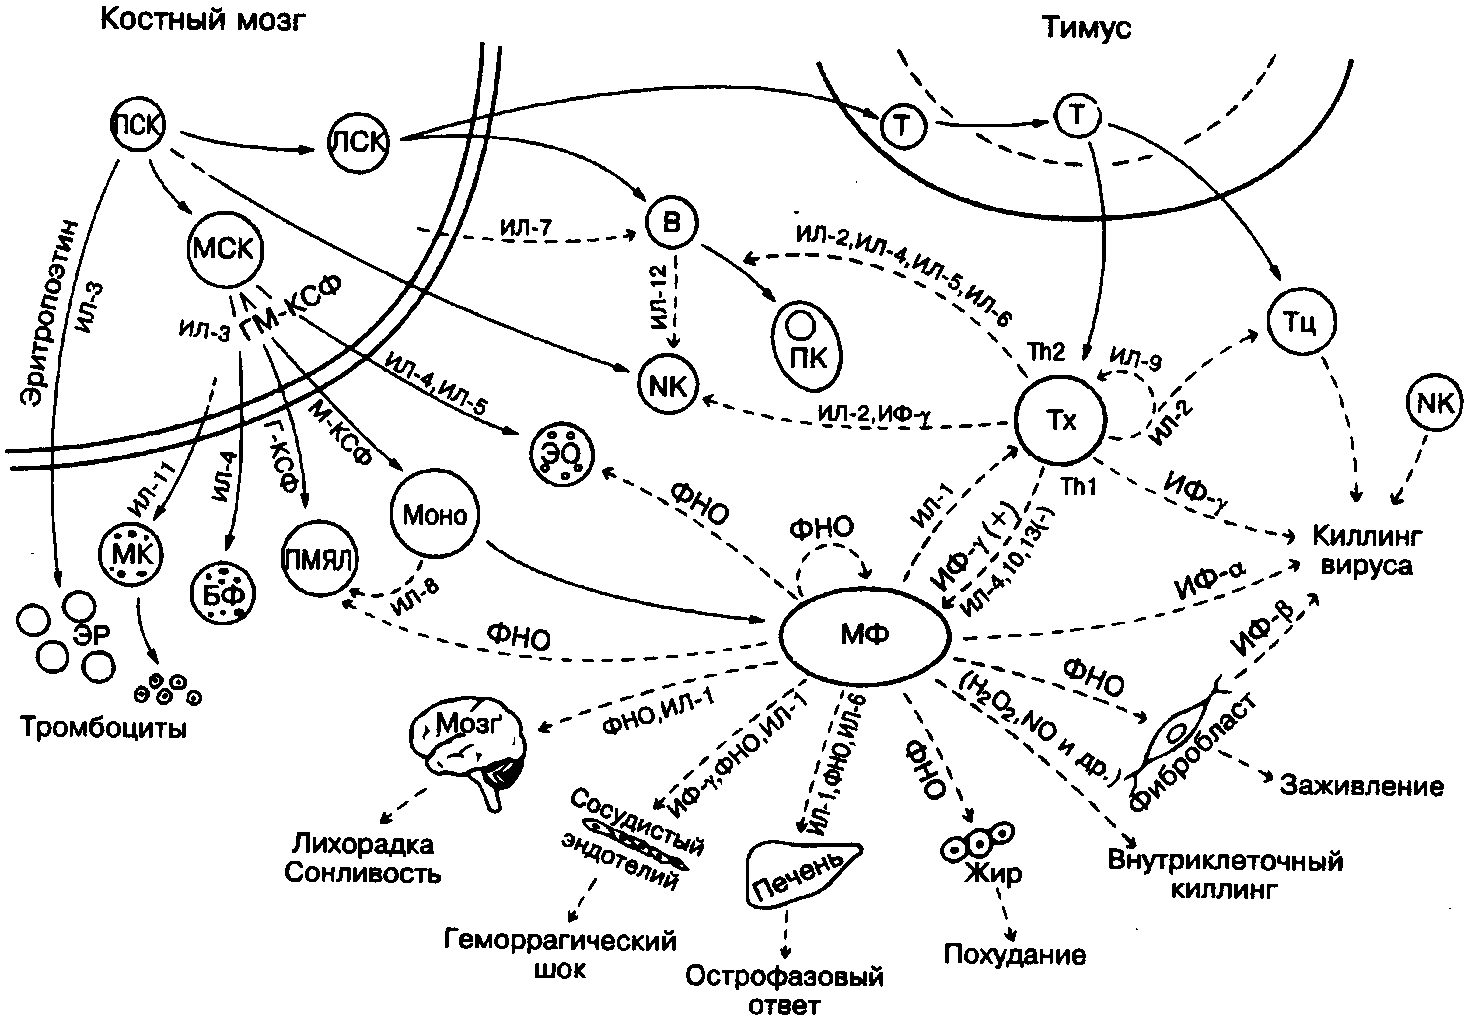 Костный мозг
Тимус
ПСК
ЛСК
Т
Т
МСК
В
ИЛ-7
ИЛ-2,ИЛ-4,ИЛ-5,ИЛ-6
Эритропоэтин
ИЛ-3
ИЛ-3
ГМ-КСФ
ИЛ-12
ПК
Тц
Th2
ИЛ-9
NK
ИЛ-4,ИЛ-5
ИЛ-2,ИФ-γ
Тх
ИЛ-2
NK
М-КСФ
Г-КСФ
ЭО
ИЛ-11
ИЛ-4
Th1
ИФ-γ
ФНО
ИЛ-1
Моно
ФНО
ИФ-γ (+)
ИЛ-4,10,13(-)
Киллинг
вируса
МК
ПМЯЛ
БФ
ИЛ-8
ИФ-α
ЭР
ФНО
МФ
ИФ-β
ФНО
Тромбоциты
Мозг
ФНО,ИЛ-1
ИФ-γ,ФНО,ИЛ-1
ИЛ-1,ФНО,ИЛ-6
ФНО
(H₂O₂,NO и др.)
Фибробласт
Заживление
Сосудистый
эндотелий
Лихорадка
Сонливость
Печень
Жир
Внутриклеточный
киллинг
Геморрагический
шок
Острофазовый
ответ
Похудание